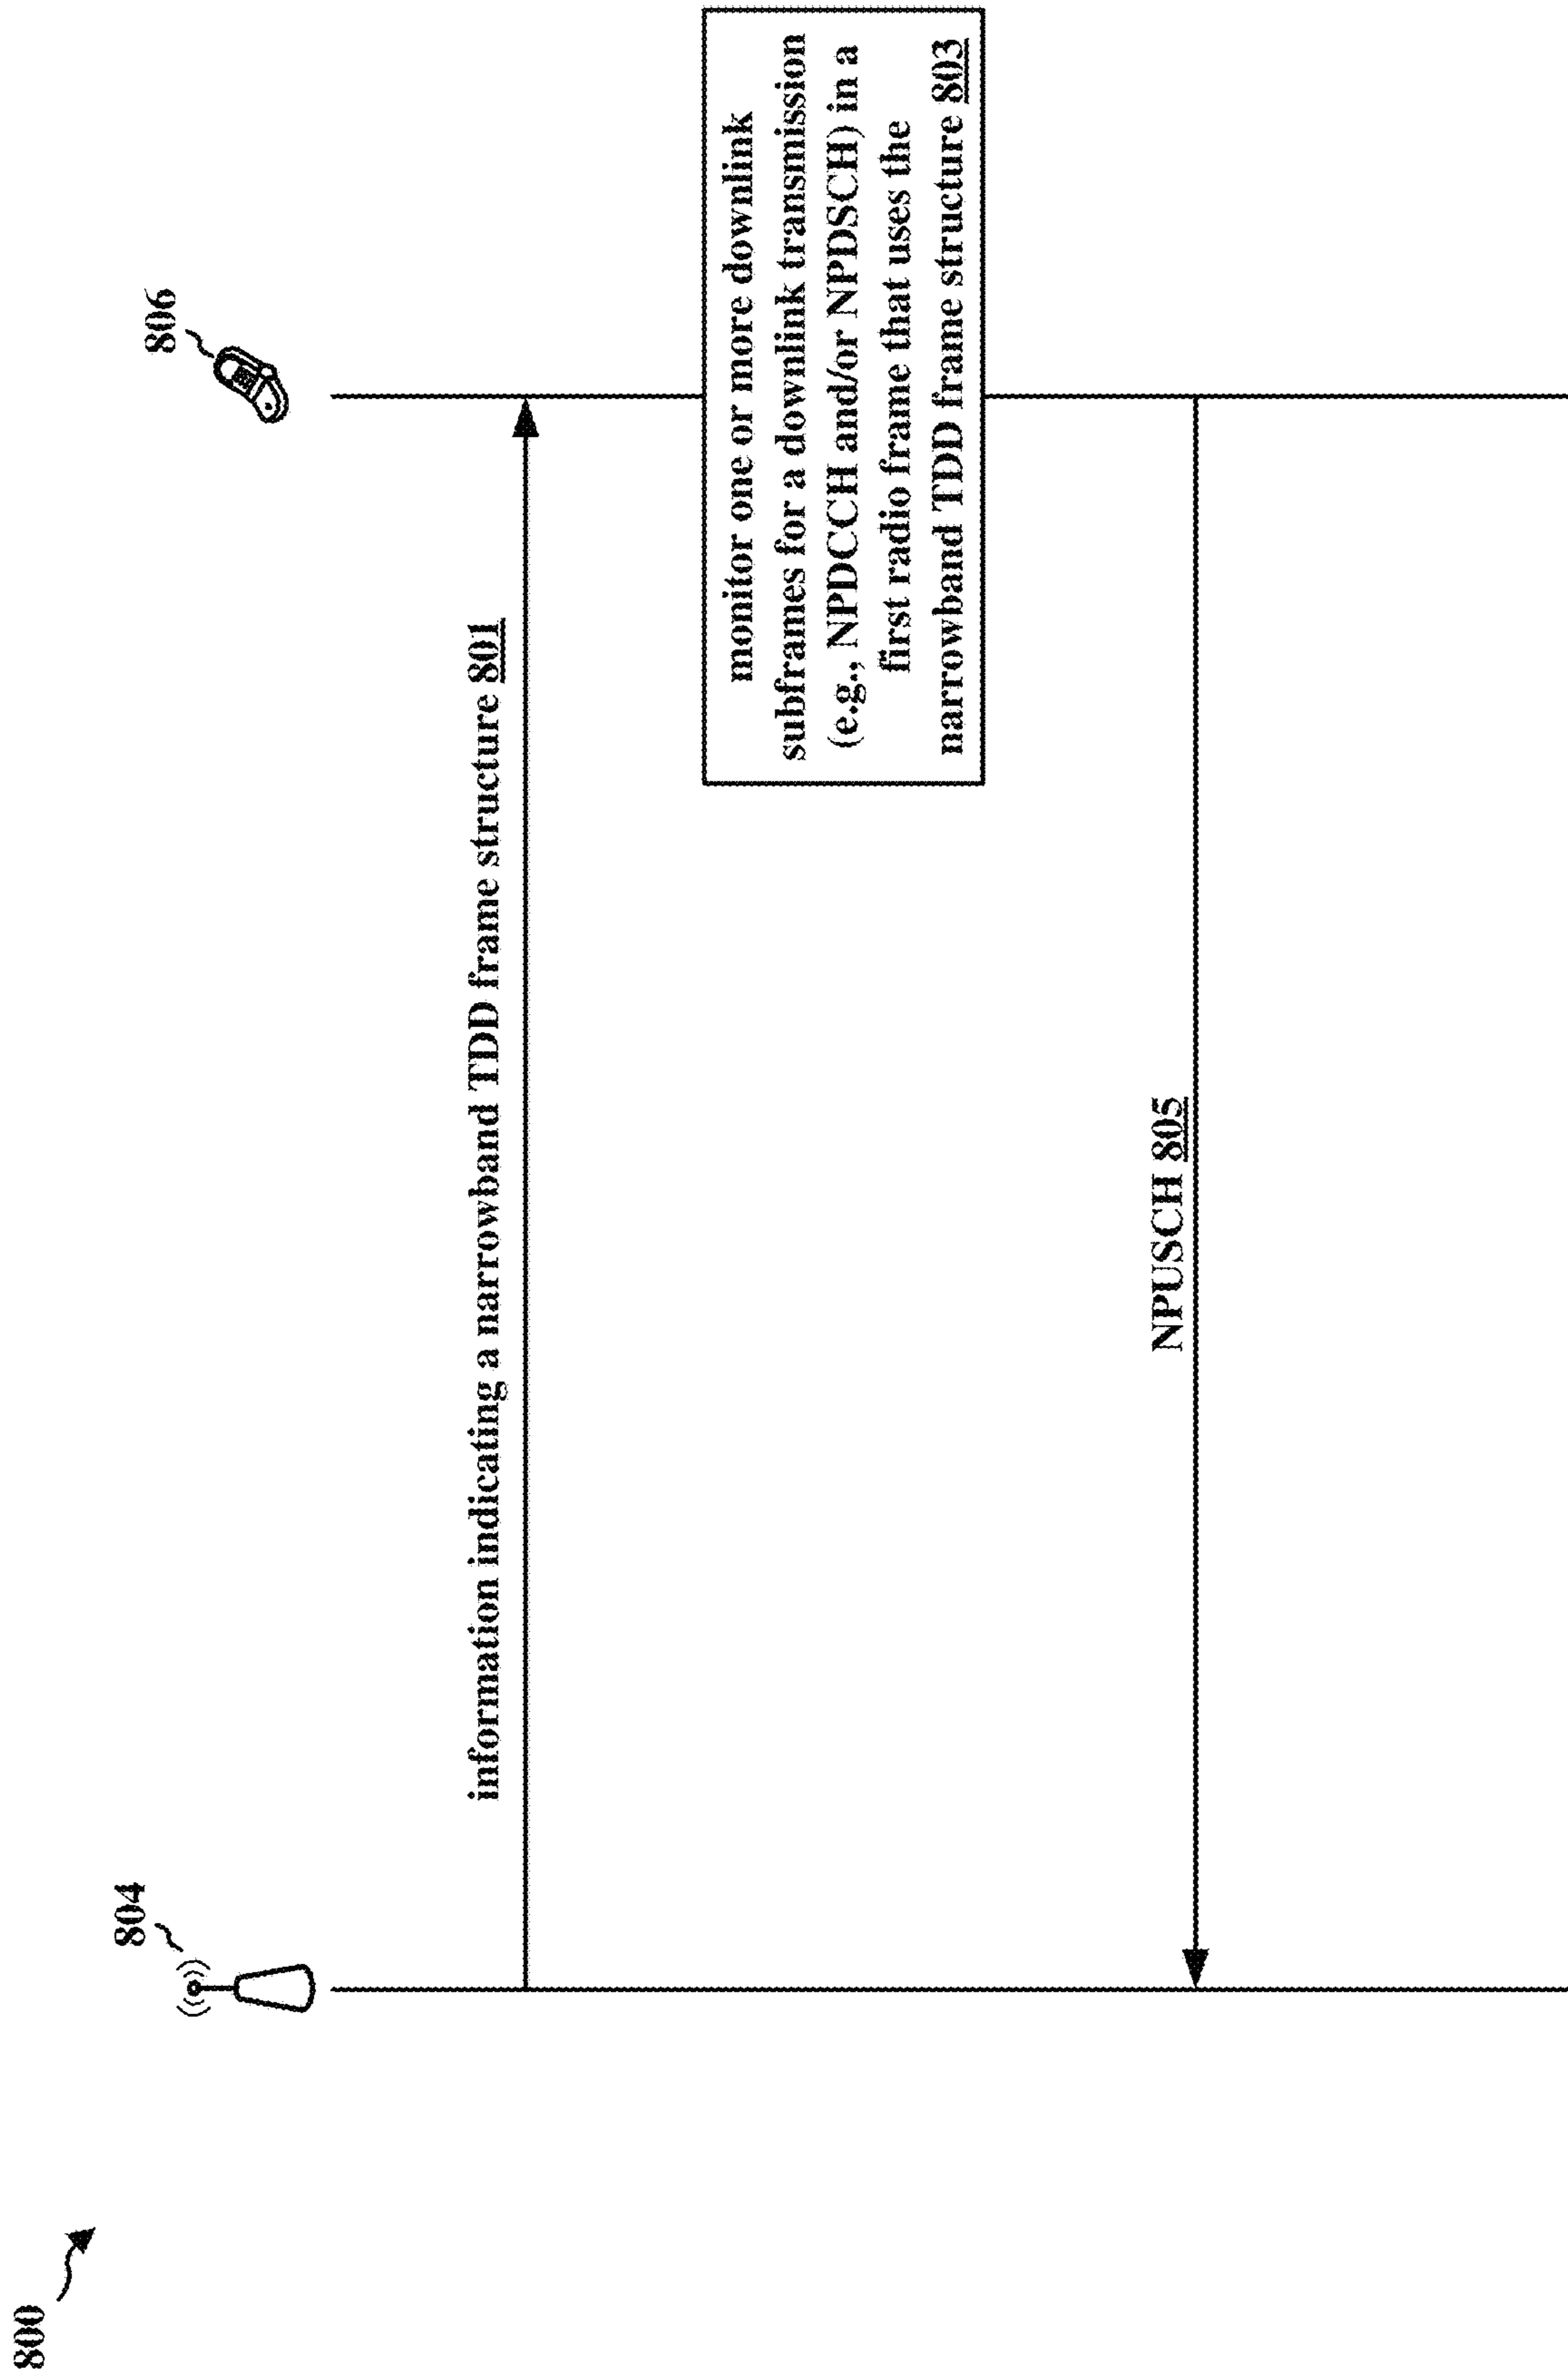 800
804
806
information indicating a narrowband TDD frame structure 801
monitor one or more downlink
subframes for a downlink transmission
(e.g., NPDCCH and/or NPDSCH) in a
first radio frame that uses the
narrowband TDD frame structure 803
NPUSCH 805